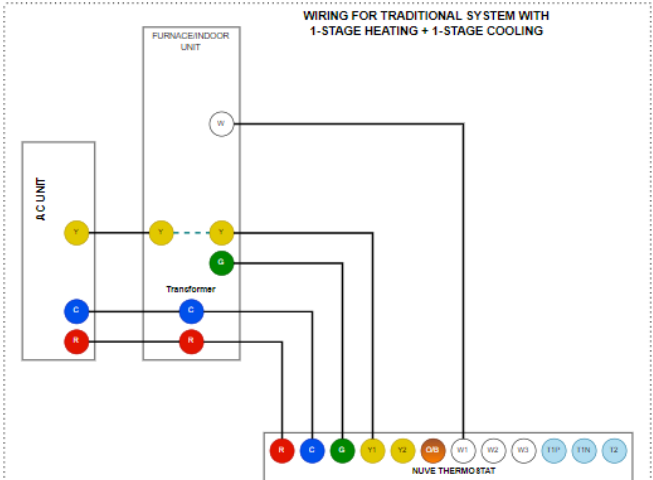 WIRING FOR TRADITIONAL SYSTEM WITH
1-STAGE HEATING + 1-STAGE COOLING
FURNACE/INDOOR
UNIT
W
AC UNIT
Y
Y
Y
G
Transformer
C
C
R
R
R
C
G
Y1
Y2
O/B
W1
W2
W3
T1P
T1N
T2
NUVE THERMOSTAT